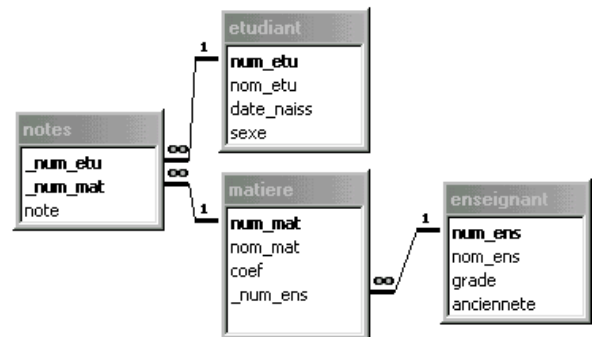 etudiant
num_etu
nom_etu
date_naiss
sexe
1
notes
_num_etu
_num_mat
note
∞
∞
matiere
num_mat
nom_mat
coef
_num_ens
1
∞
enseignant
num_ens
nom_ens
grade
anciennete
1